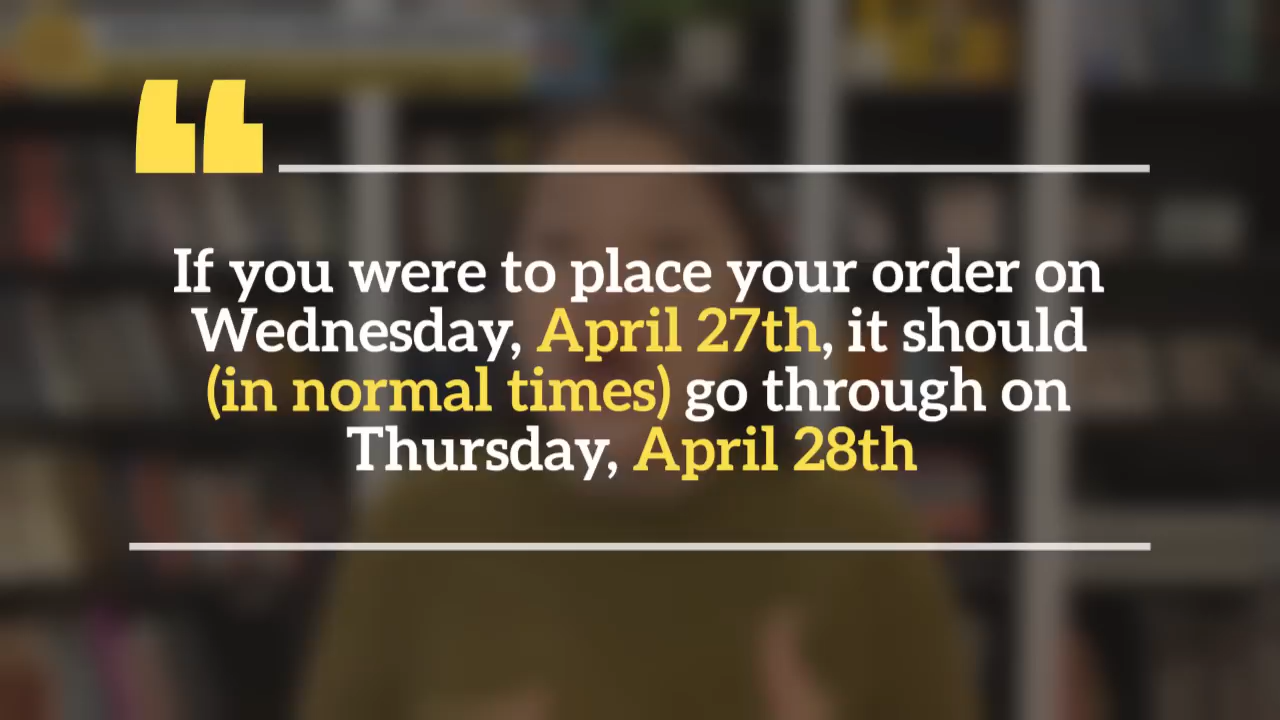 If you were to place your order on
Wednesday, April 27th, it should
(in normal times) go through on
Thursday, April 28th